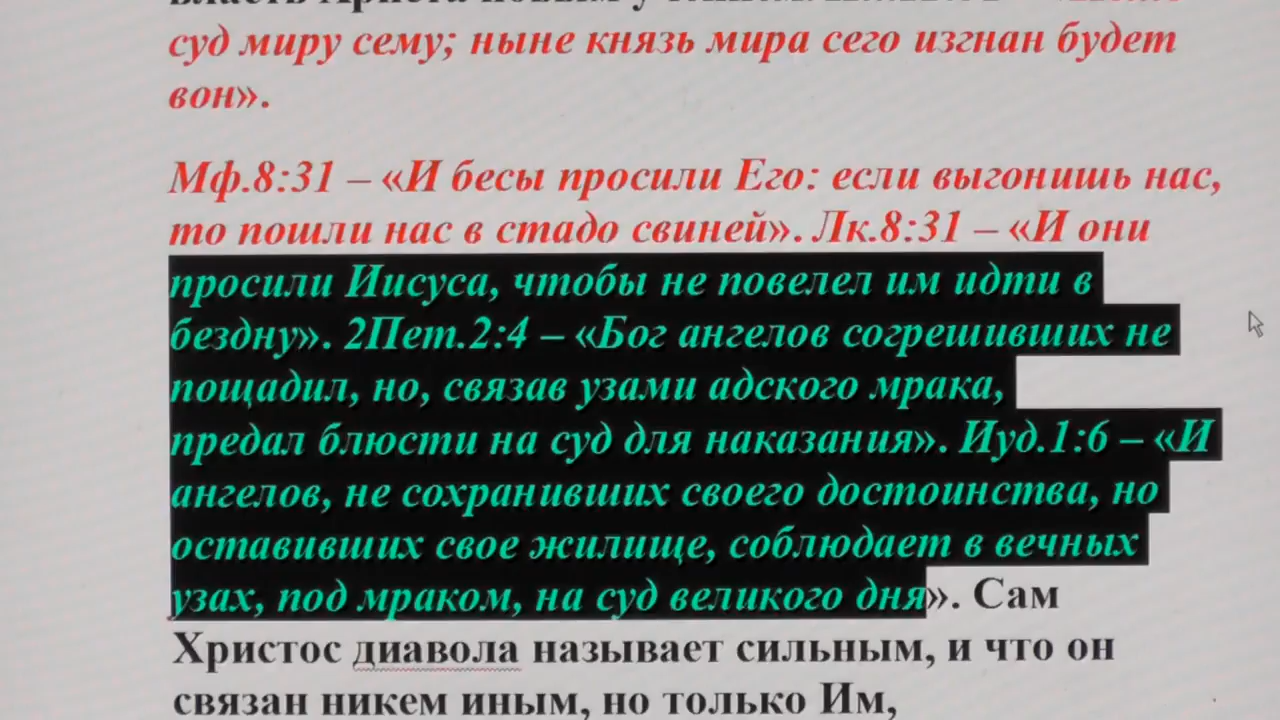 суд миру сему; ныне князь мира сего изгнан будет
вон».
Мф.8:31 – «И бесы просили Его: если выгонишь нас,
то пошли нас в стадо свиней». Лк.8:31 – «И они
просили Иисуса, чтобы не повелел им идти в
бездну». 2Пет.2:4 – «Бог ангелов согрешивших не
пощадил, но, связав узами адского мрака,
предал блюсти на суд для наказания». Иуд.1:6 – «И
ангелов, не сохранивших своего достоинства, но
оставивших свое жилище, соблюдает в вечных
узах, под мраком, на суд великого дня». Сам
Христос диавола называет сильным, и что он
связан никем иным, но только Им,